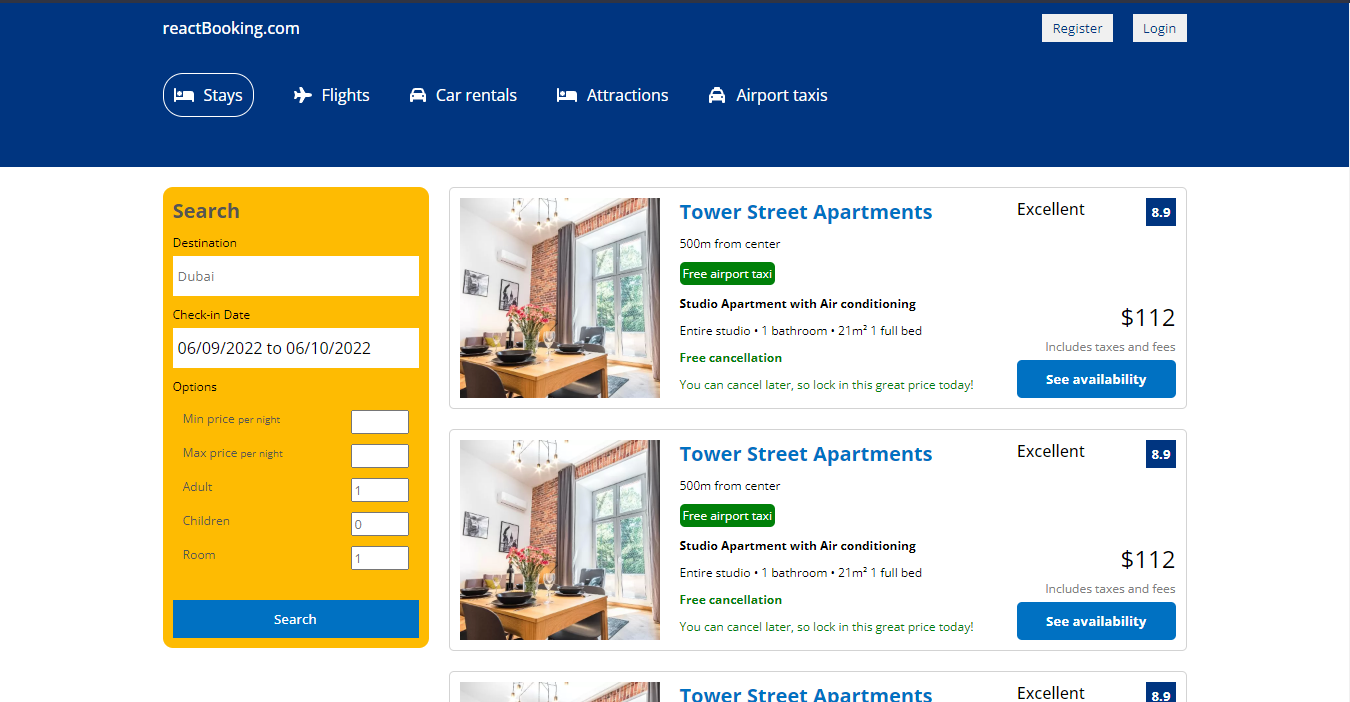 reactBooking.com
Register
Login
Stays
Flights
Car rentals
Attractions
Airport taxis
Search
Destination
Dubai
Check-in Date
06/09/2022 to 06/10/2022
Options
Min price per night
Max price per night
Adult
1
Children
0
Room
1
Search
Tower Street Apartments
500m from center
Free airport taxi
Studio Apartment with Air conditioning
Entire studio • 1 bathroom • 21m² 1 full bed
Free cancellation
You can cancel later, so lock in this great price today!
Excellent
8.9
$112
Includes taxes and fees
See availability
Tower Street Apartments
500m from center
Free airport taxi
Studio Apartment with Air conditioning
Entire studio • 1 bathroom • 21m² 1 full bed
Free cancellation
You can cancel later, so lock in this great price today!
Excellent
8.9
$112
Includes taxes and fees
See availability
Tower Street Apartments
Excellent
8.9